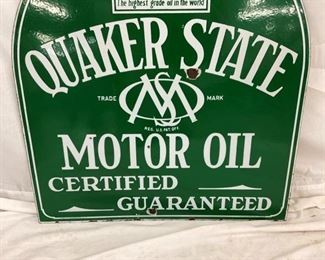 The highest grade oil in the world
QUAKER STATE
TRADE MARK
REG. U.S. PAT. OFF.
MOTOR OIL
CERTIFIED
GUARANTEED